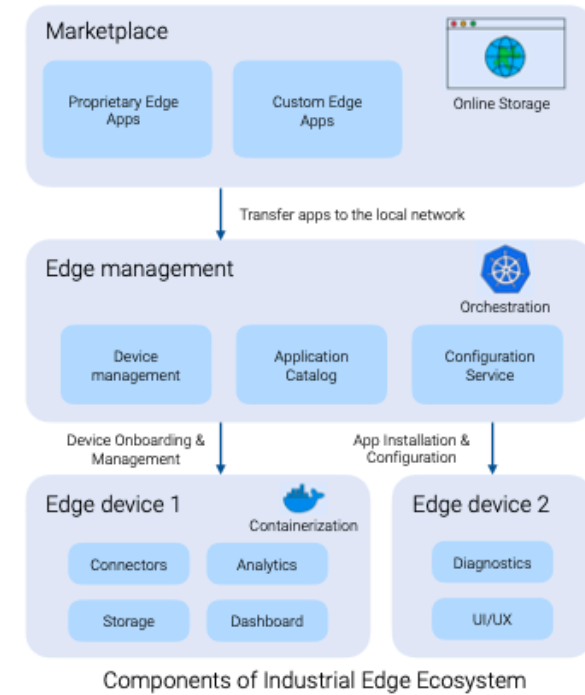 Marketplace
Proprietary Edge
Apps
Custom Edge
Apps
Online Storage
Transfer apps to the local network
Edge management
Orchestration
Device
management
Application
Catalog
Configuration
Service
Device Onboarding &
Management
App Installation &
Configuration
Edge device 1
Containerization
Connectors
Analytics
Storage
Dashboard
Edge device 2
Diagnostics
UI/UX
Components of Industrial Edge Ecosystem